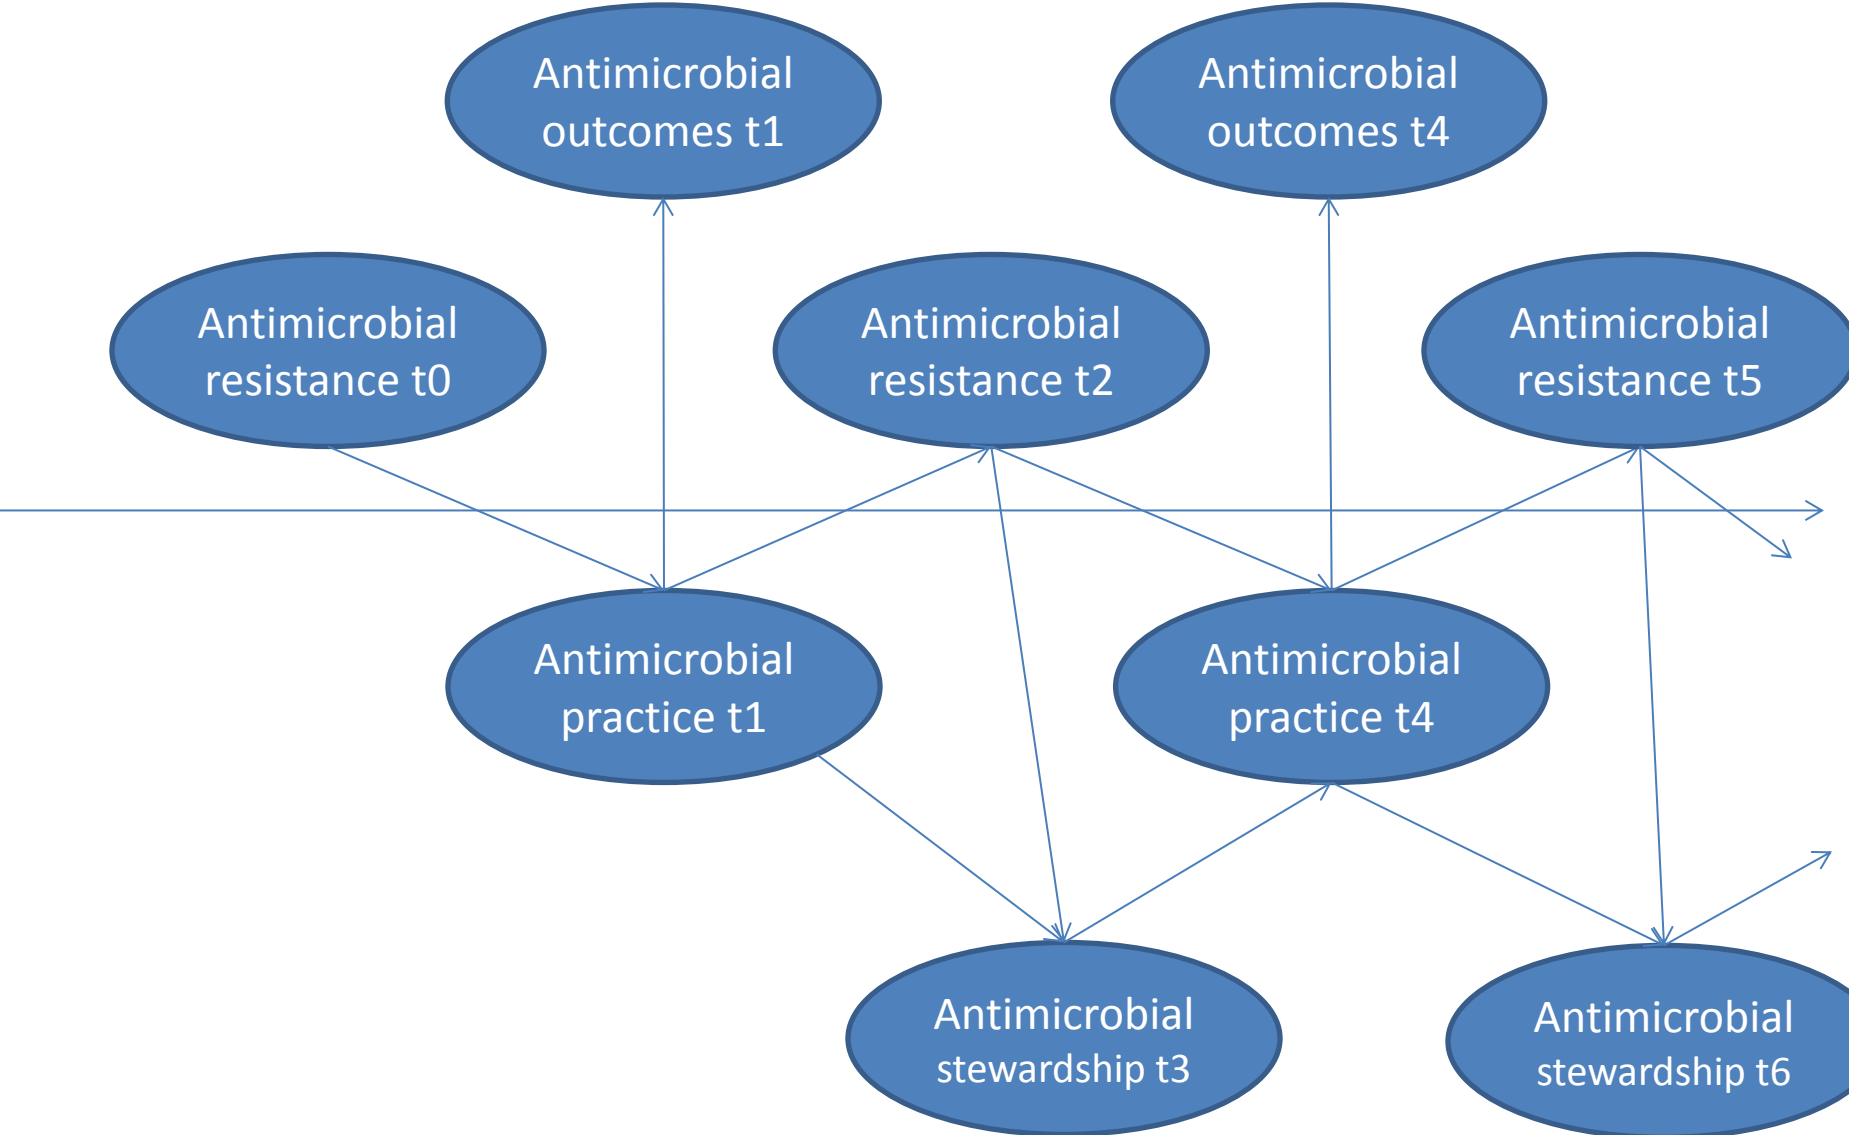 Antimicrobial
outcomes t1
Antimicrobial
outcomes t4
Antimicrobial
resistance t0
Antimicrobial
resistance t2
Antimicrobial
resistance t5
Antimicrobial
practice t1
Antimicrobial
practice t4
Antimicrobial
stewardship t3
Antimicrobial
stewardship t6